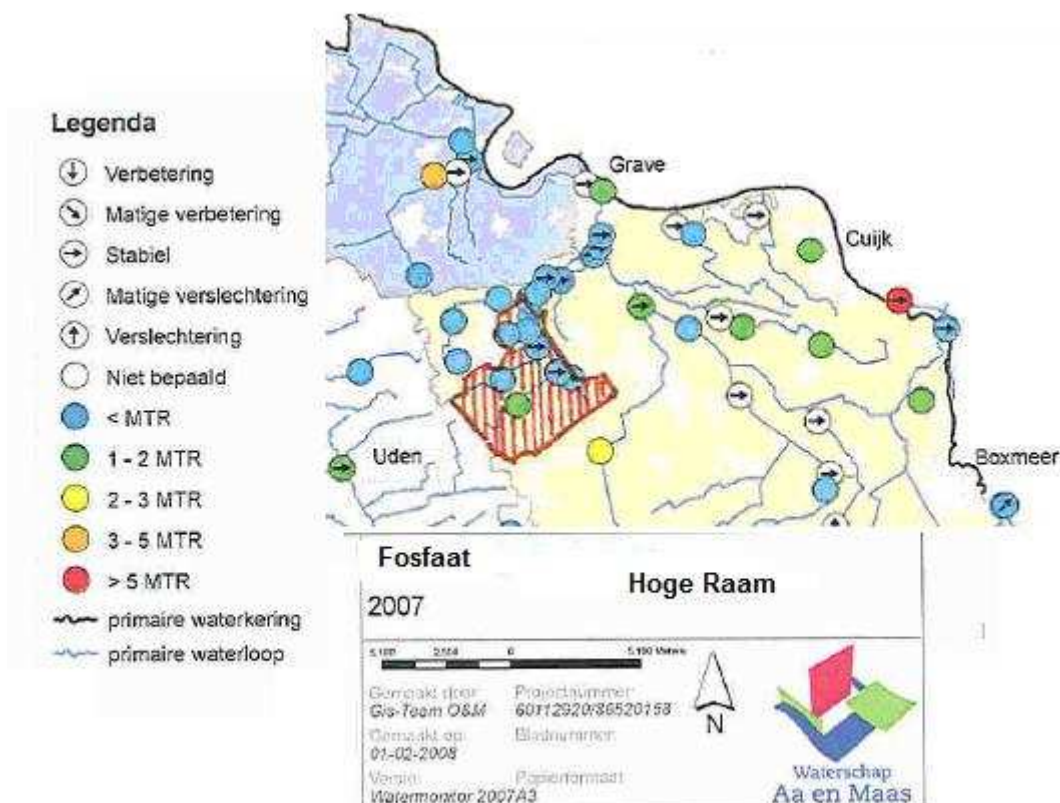 Legenda
Verbetering
Matige verbetering
Stabiel
Matige verslechtering
Verslechtering
Niet bepaald
< MTR
1 - 2 MTR
2 - 3 MTR
3 - 5 MTR
> 5 MTR
primaire waterkering
primaire waterloop
Grave
Cuijk
Uden
Boxmeer
Fosfaat
Hoge Raam
2007
0
Gemaakt door:
Projectnummer:
Gis-Team O&M
60112920/86520158
Gemaakt op:
Bladnummer:
01-02-2008
Versie:
Papierformaat:
Watermonitor 2007A3
N
Waterschap
Aa en Maas